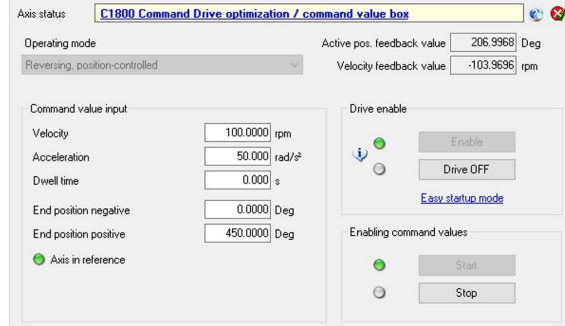 Axis status C1800 Command Drive optimization / command value box
Operating mode Active pos. feedback value 206.9968 Deg
Reversing, position-controlled Velocity feedback value -103.9696 rpm
Command value input
Velocity 100.0000 rpm
Acceleration 50.000 rad/s²
Dwell time 0.000 s
End position negative 0.0000 Deg
End position positive 450.0000 Deg
Axis in reference
Drive enable
Enable
Drive OFF
Easy startup mode
Enabling command values
Start
Stop